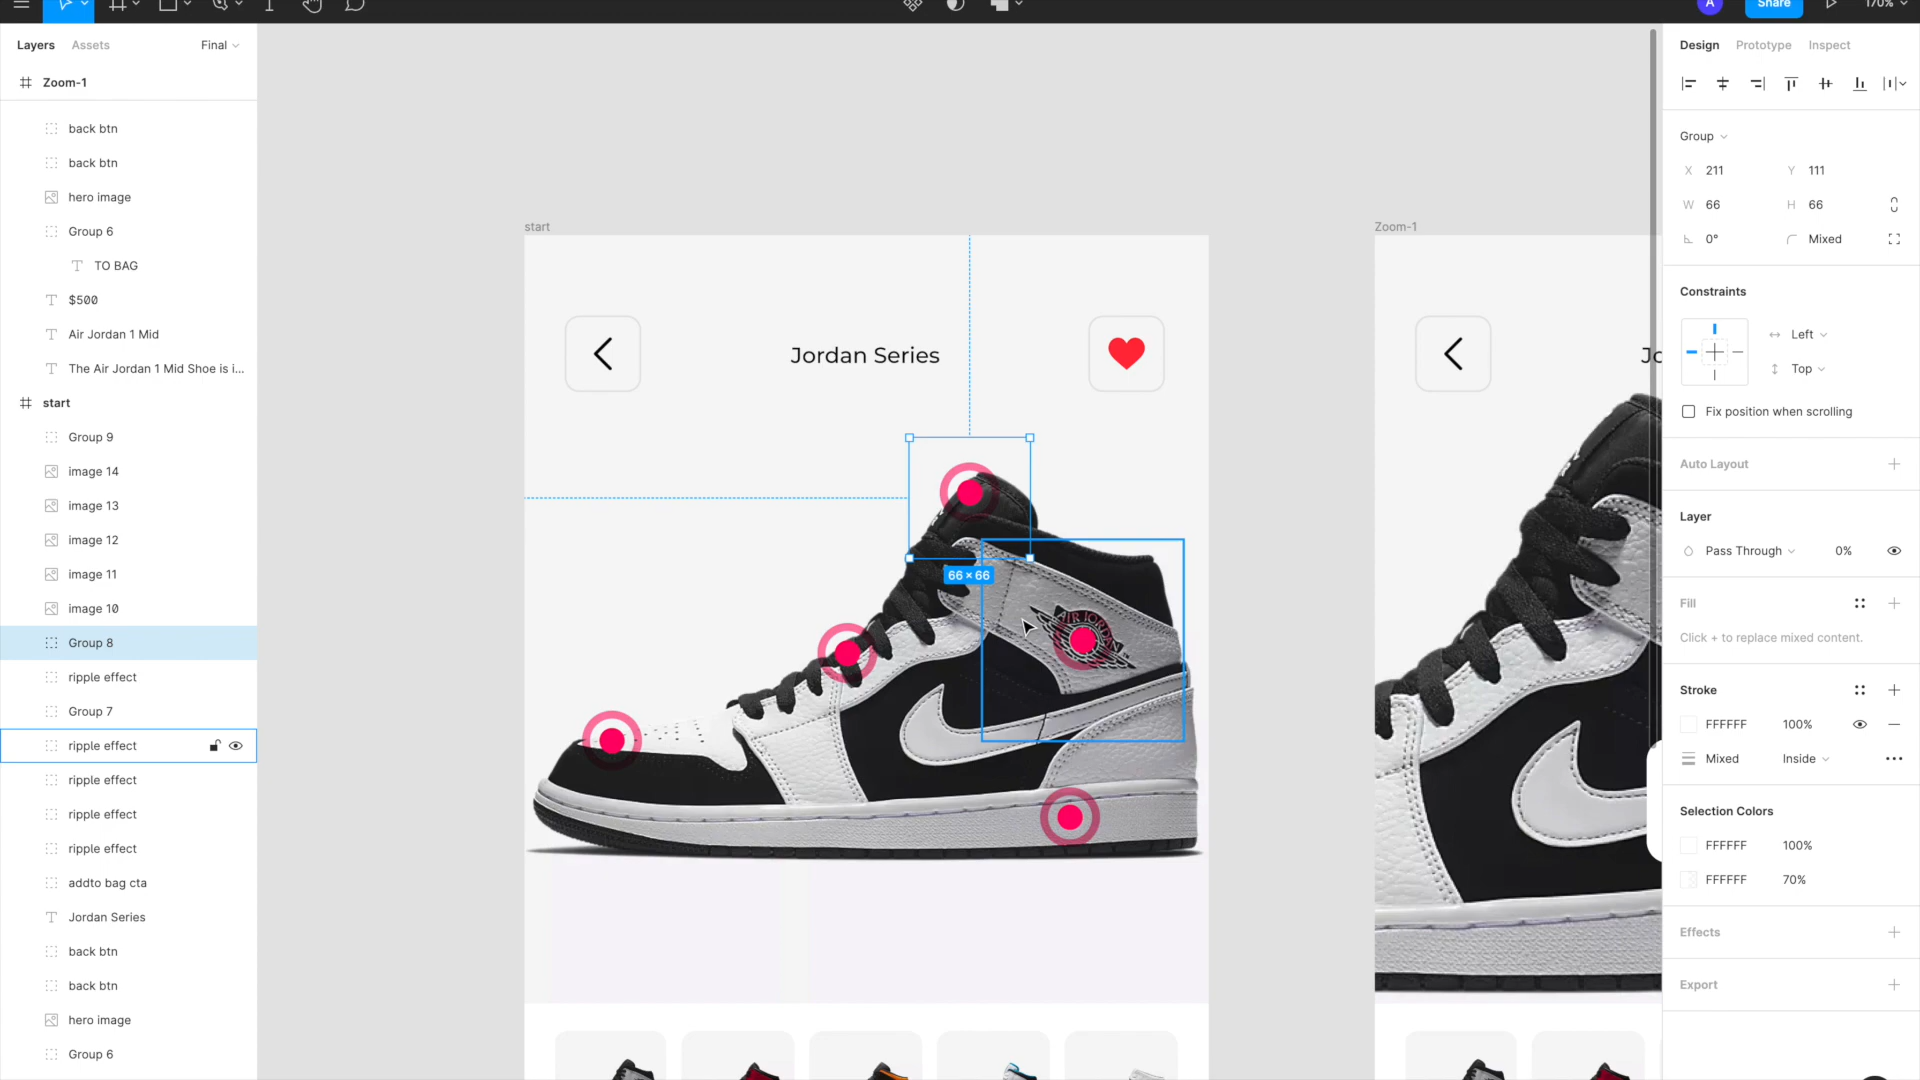 A
Share
170%
Layers
Assets
Final
Zoom-1
back btn
back btn
hero image
Group 6
TO BAG
$500
Air Jordan 1 Mid
The Air Jordan 1 Mid Shoe is i...
start
Group 9
image 14
image 13
image 12
image 11
image 10
Group 8
ripple effect
Group 7
ripple effect
ripple effect
ripple effect
ripple effect
addto bag cta
Jordan Series
back btn
back btn
hero image
Group 6
start
Jordan Series
66 × 66
AIR JORDAN
Zoom-1
Jo
Design
Prototype
Inspect
Group
X 211
Y 111
W 66
H 66
0°
Mixed
Constraints
Left
Top
Fix position when scrolling
Auto Layout
Layer
Pass Through
0%
Fill
Click + to replace mixed content.
Stroke
FFFFFF 100%
Mixed
Inside
Selection Colors
FFFFFF 100%
FFFFFF 70%
Effects
Export